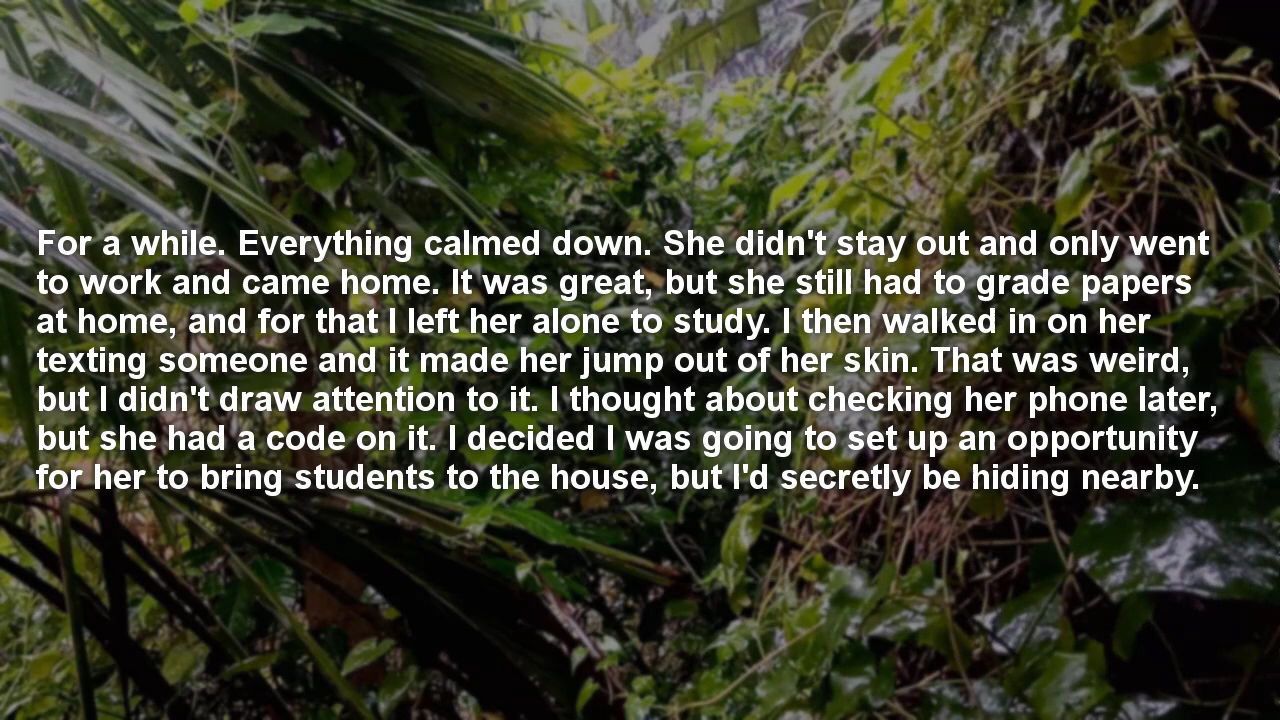 For a while. Everything calmed down. She didn't stay out and only went
to work and came home. It was great, but she still had to grade papers
at home, and for that I left her alone to study. I then walked in on her
texting someone and it made her jump out of her skin. That was weird,
but I didn't draw attention to it. I thought about checking her phone later,
but she had a code on it. I decided I was going to set up an opportunity
for her to bring students to the house, but I'd secretly be hiding nearby.